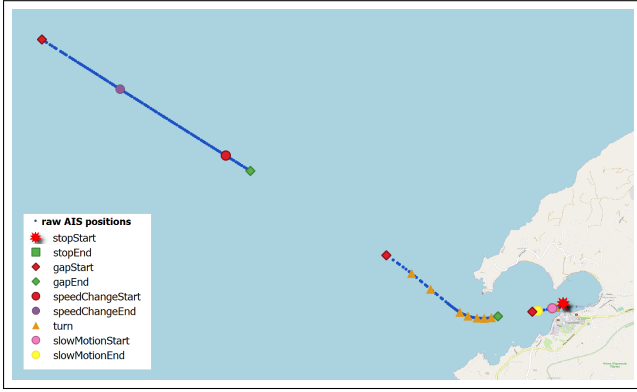 raw AIS positions
stopStart
stopEnd
gapStart
gapEnd
speedChangeStart
speedChangeEnd
turn
slowMotionStart
slowMotionEnd